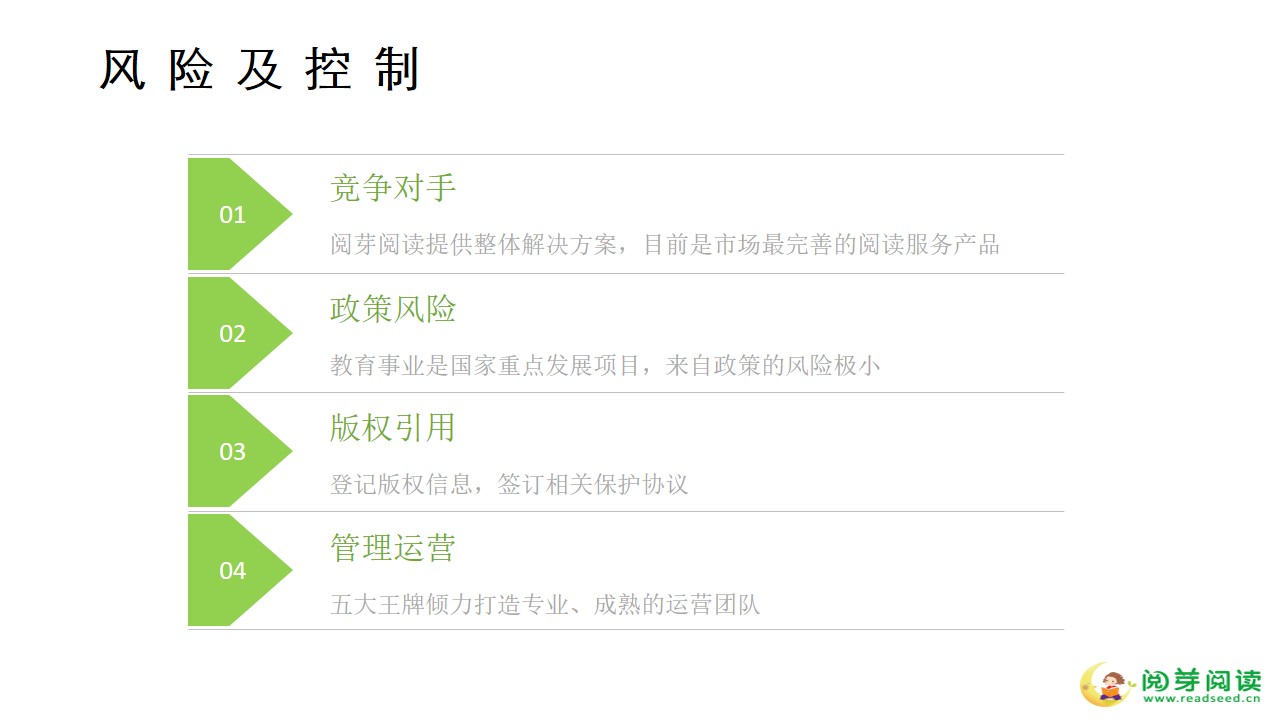 风险及控制
01
竞争对手
阅芽阅读提供整体解决方案，目前是市场最完善的阅读服务产品
02
政策风险
教育事业是国家重点发展项目，来自政策的风险极小
03
版权引用
登记版权信息，签订相关保护协议
04
管理运营
五大王牌倾力打造专业、成熟的运营团队
阅芽阅读
www.readseed.cn